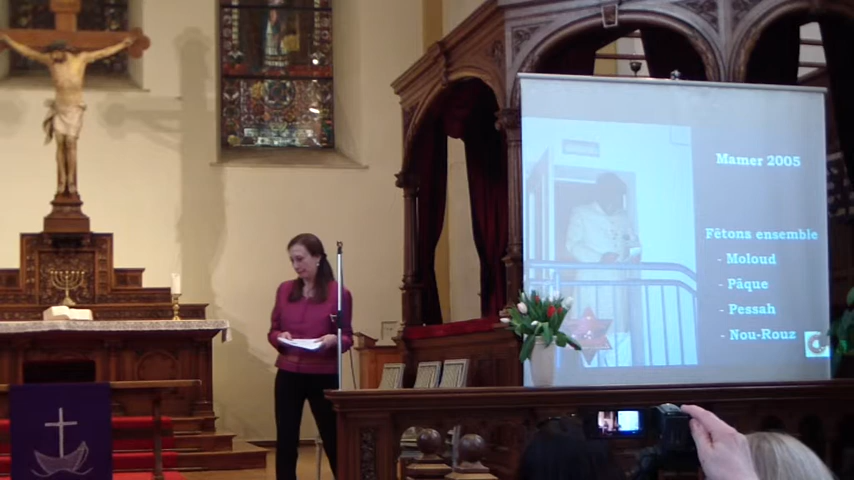 Mamer 2005
Fêtons ensemble
- Moloud
- Pâque
- Pessah
- Nou-Rouz